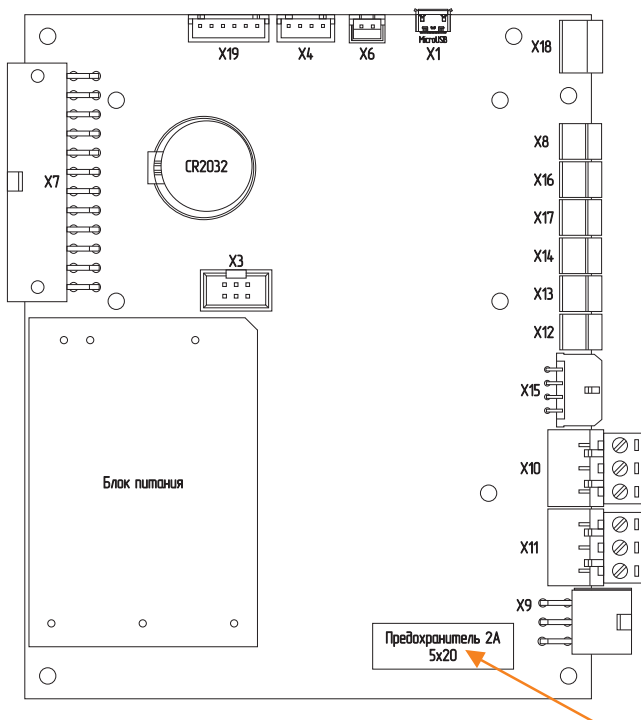 X19
X4
X6
X1
MicroUSB
X18
X7
CR2032
X8
X16
X17
X14
X3
X13
X12
X15
Блок питания
X10
X11
X9
Предохранитель 2А
5х20